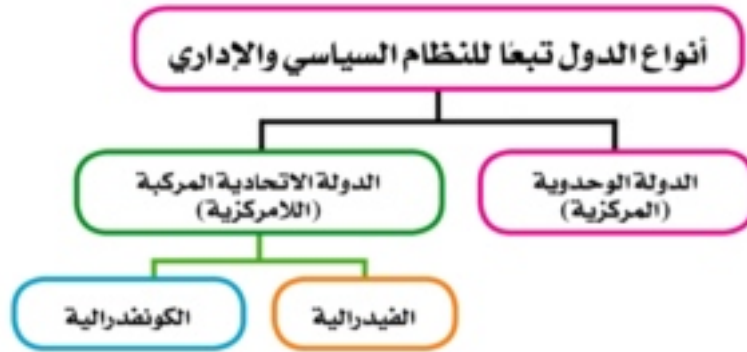 أنواع الدول تبعًا للنظام السياسي والإداري
الدولة الوحدوية
(المركزية)
الدولة الاتحادية المركبة
(اللامركزية)
الفيدرالية
الكونفدرالية